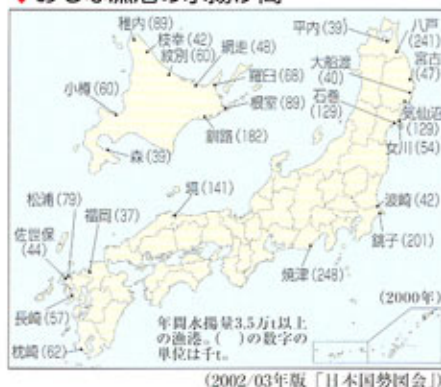 おもな漁港の水揚げ高
稚内(89)
枝幸(42)
紋別(60)
網走(48)
羅臼(68)
小樽(60)
根室(89)
釧路(182)
森(39)
平内(39)
八戸
(241)
大船渡
(40)
宮古
(47)
石巻
(129)
気仙沼
(129)
女川(54)
松浦(79)
福岡(37)
境(141)
佐世保
(44)
波崎(42)
銚子(201)
焼津(248)
長崎(57)
枕崎(62)
(2000年)
年間水揚量3.5万t以上
の漁港。( )の数字の
単位は千t。
(2002/03年版「日本国勢図会」)